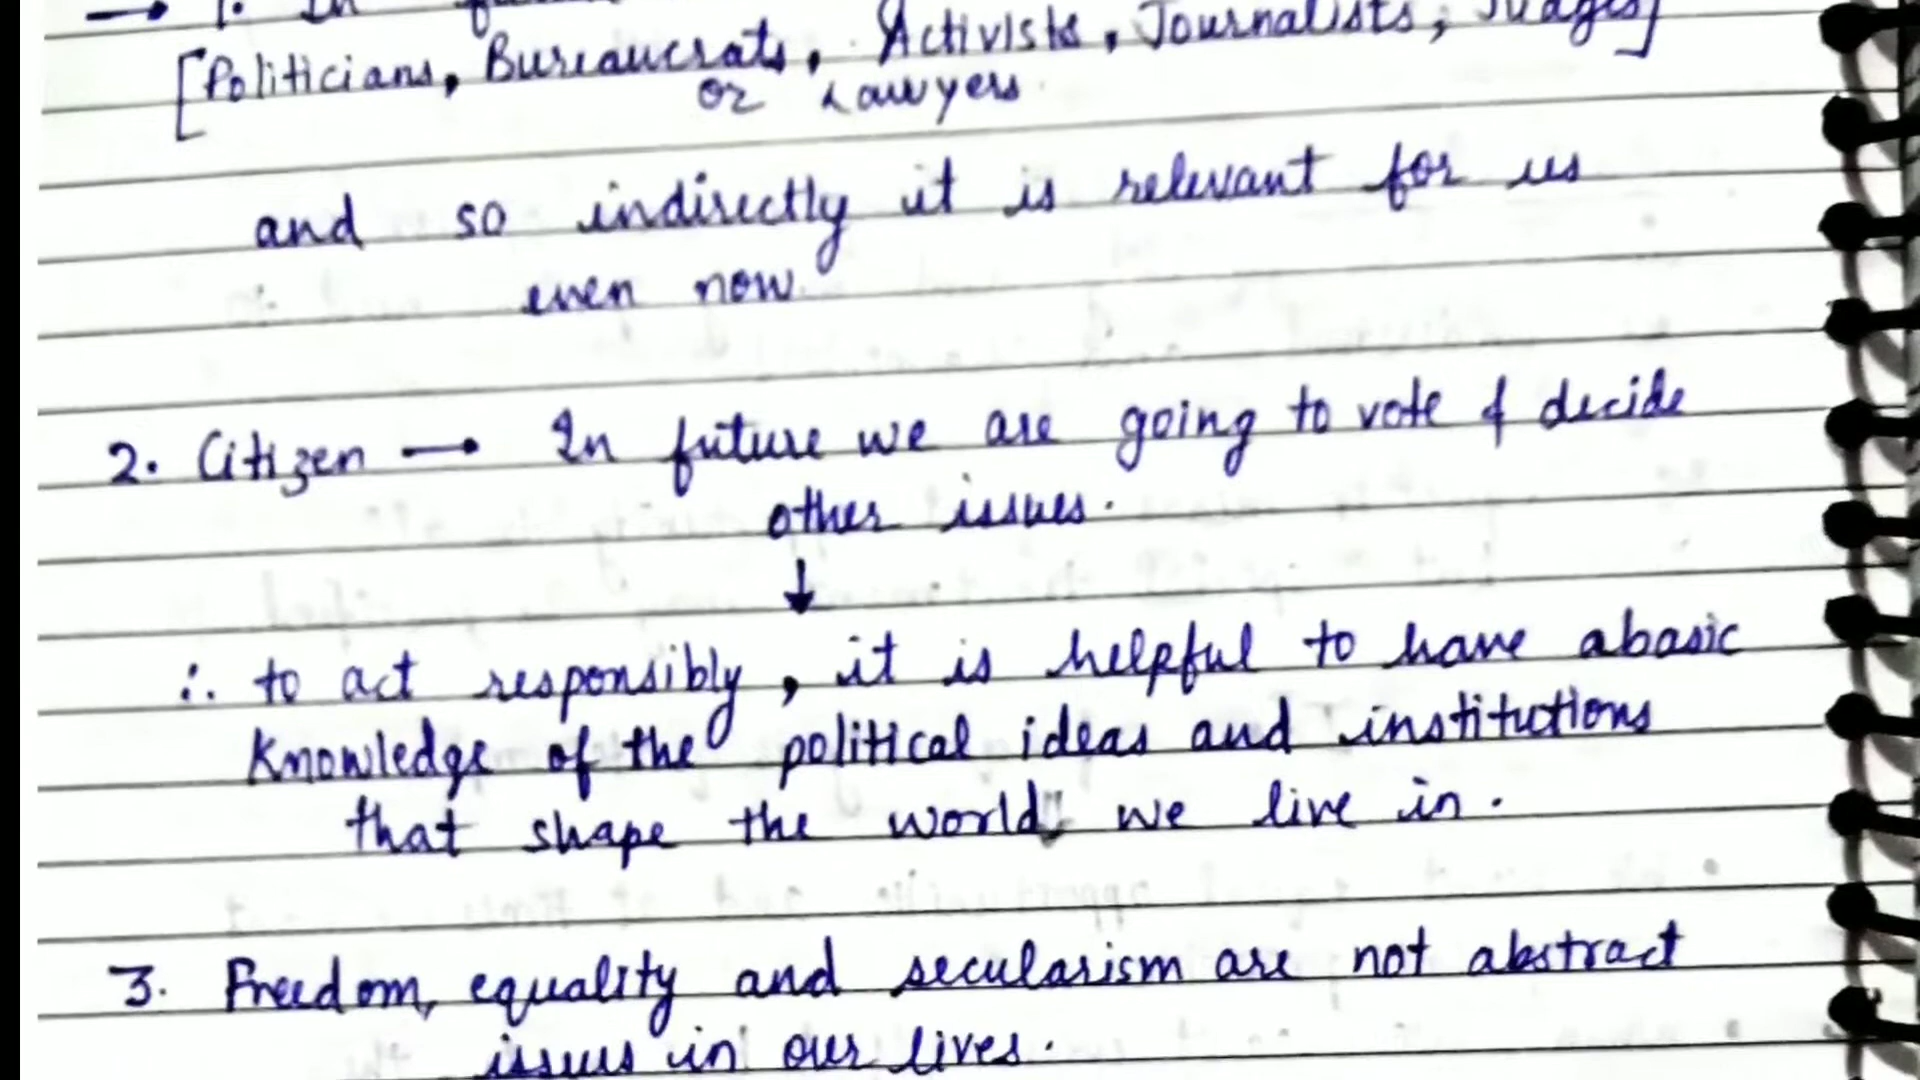 → 1. In
[Politicians, Bureaucrats, Activists, Journalists, Judges]
or Lawyers
and so indirectly it is relevant for us
even now.
2. Citizen → In future we are going to vote & decide
other issues.
↓
∴ to act responsibly, it is helpful to have abasic
Knowledge of the political ideas and institutions
that shape the world we live in.
3. Freedom, equality and secularism are not abstract
issues in our lives.